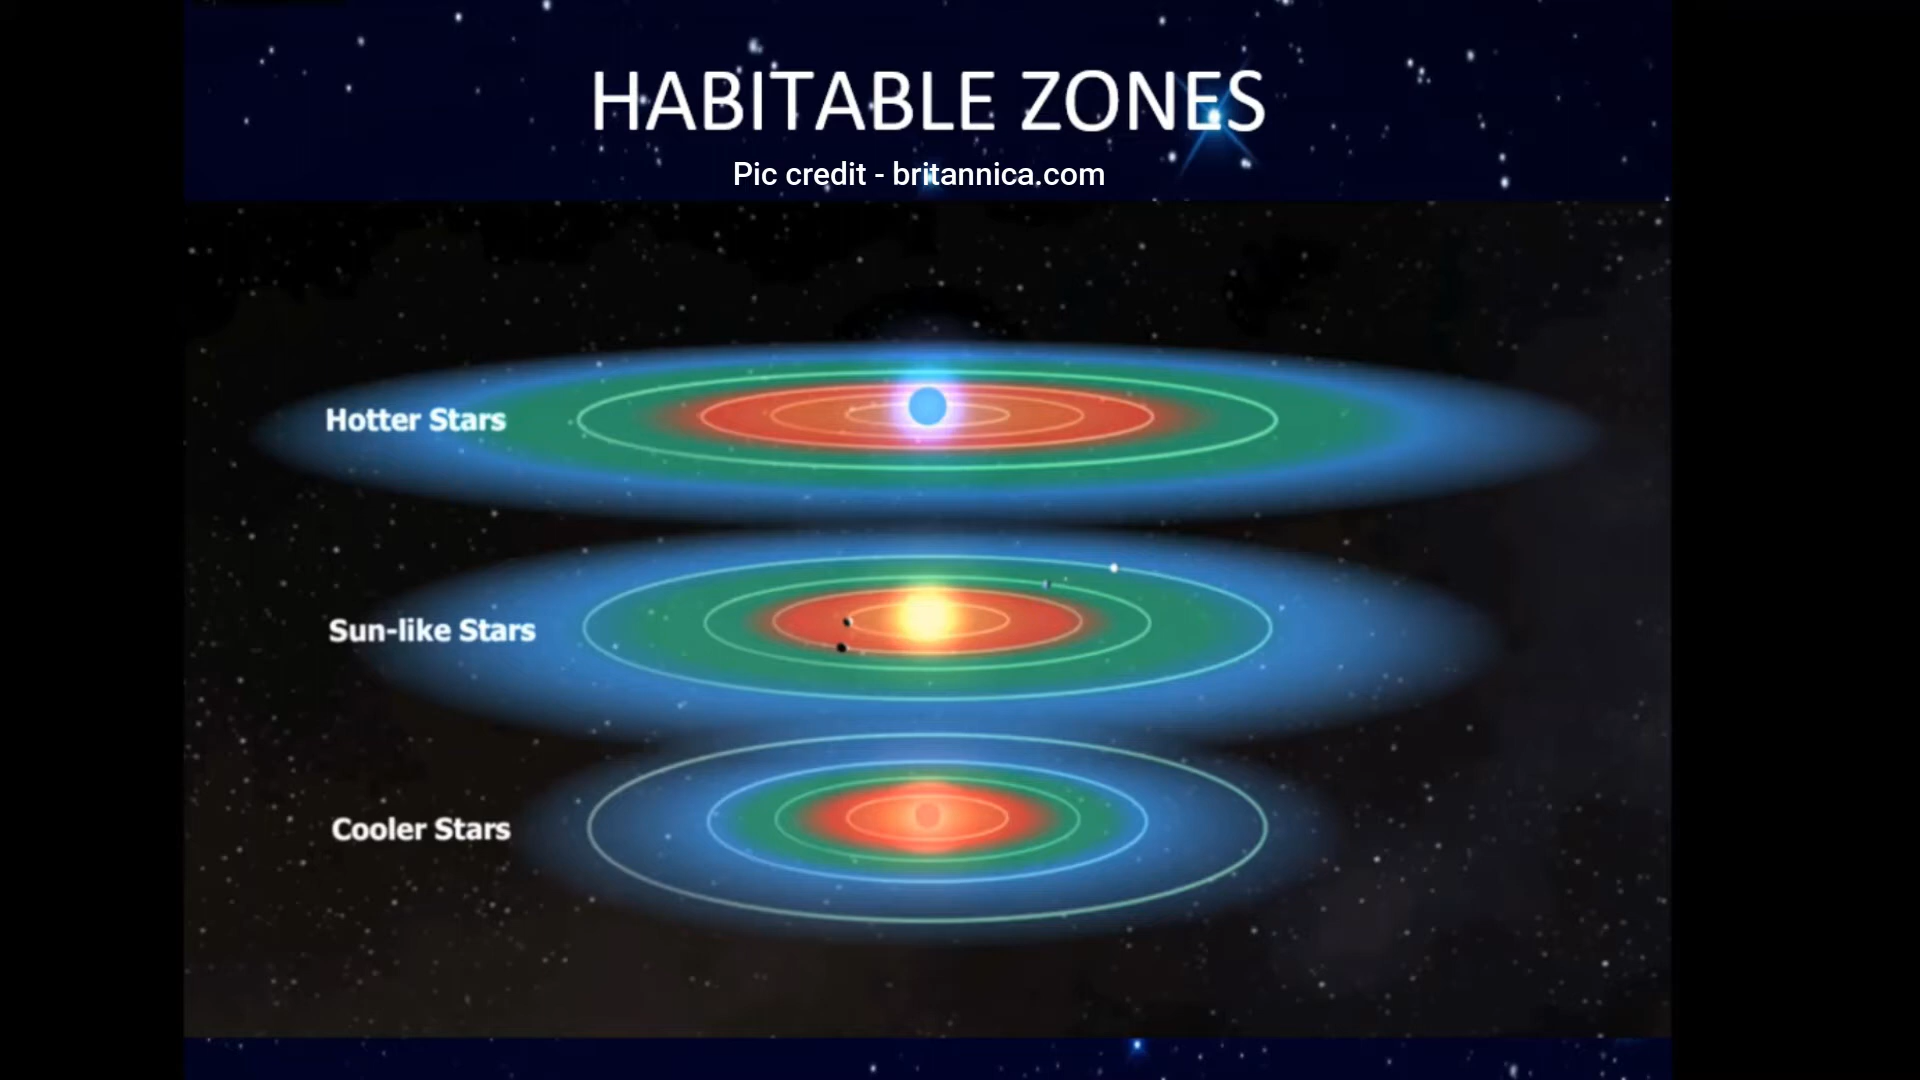 HABITABLE ZONES
Pic credit - britannica.com
Hotter Stars
Sun-like Stars
Cooler Stars